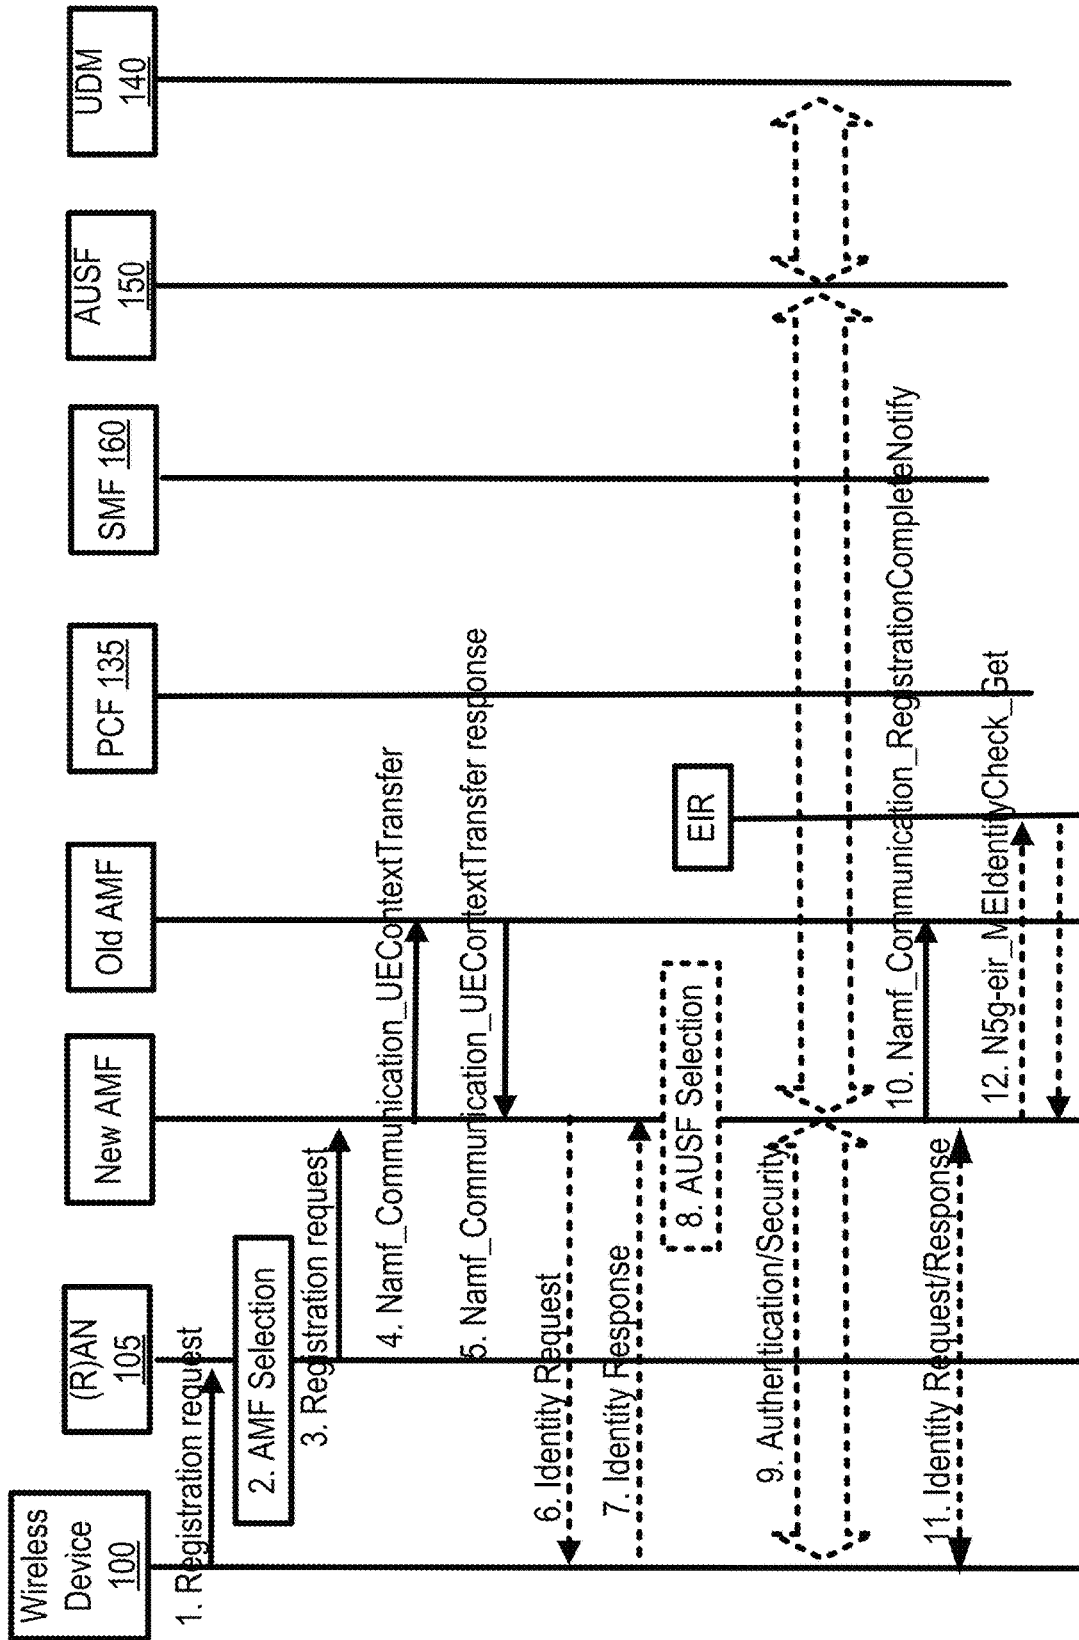 Wireless
Device
100
(R)AN
105
New AMF
Old AMF
PCF 135
SMF 160
AUSF
150
UDM
140
1. Registration request
2. AMF Selection
3. Registration request
4. Namf_Communication_UEContextTransfer
5. Namf_Communication_UEContextTransfer response
6. Identity Request
7. Identity Response
EIR
8. AUSF Selection
9. Authentication/Security
10. Namf_Communication_RegistrationCompleteNotify
11. Identity Request/Response
12. N5g-eir_MEIdentityCheck_Get